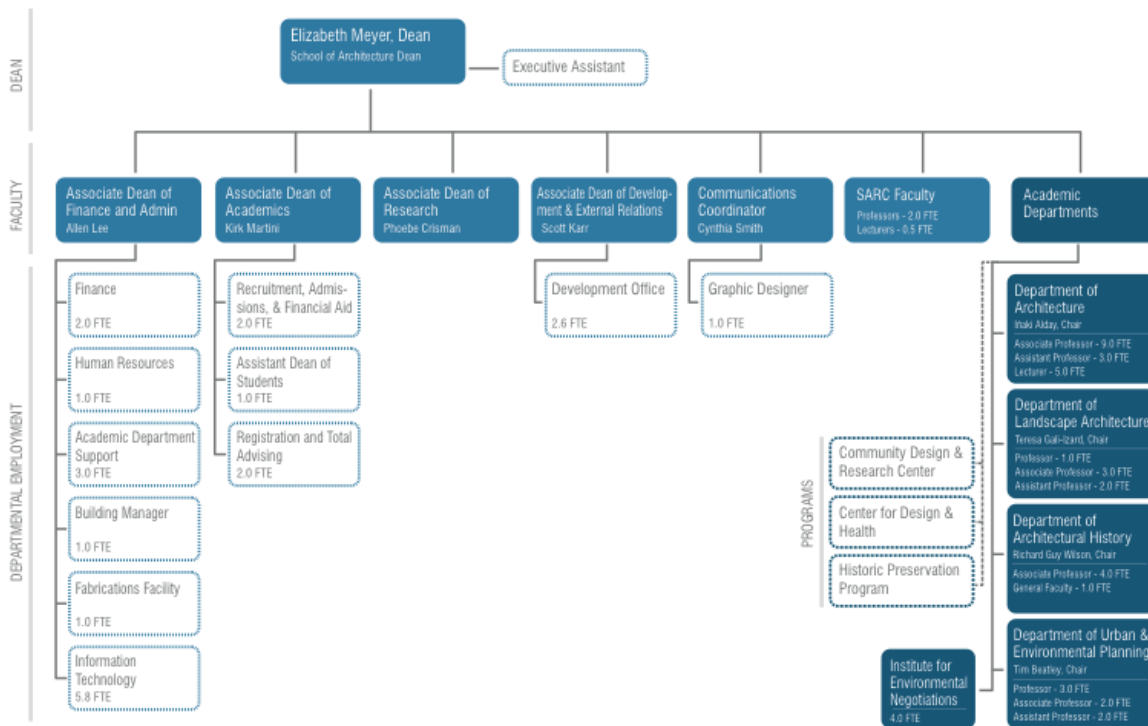 DEAN
Elizabeth Meyer, Dean
School of Architecture Dean
Executive Assistant
FACULTY
Associate Dean of
Finance and Admin
Allen Lee
Associate Dean of
Academics
Kirk Martini
Associate Dean of
Research
Phoebe Crisman
Associate Dean of Develop-
ment & External Relations
Scott Karr
Communications
Coordinator
Cynthia Smith
SARC Faculty
Professors - 2.0 FTE
Lecturers - 0.5 FTE
Academic
Departments
DEPARTMENTAL EMPLOYMENT
Finance
2.0 FTE
Human Resources
1.0 FTE
Academic Department
Support
3.0 FTE
Building Manager
1.0 FTE
Fabrications Facility
1.0 FTE
Information
Technology
5.8 FTE
Recruitment, Admis-
sions, & Financial Aid
2.0 FTE
Assistant Dean of
Students
1.0 FTE
Registration and Total
Advising
2.0 FTE
Development Office
2.6 FTE
Graphic Designer
1.0 FTE
PROGRAMS
Community Design &
Research Center
Center for Design &
Health
Historic Preservation
Program
Institute for
Environmental
Negotiations
4.0 FTE
Department of
Architecture
Inaki Alday, Chair
Associate Professor - 9.0 FTE
Assistant Professor - 3.0 FTE
Lecturer - 5.0 FTE
Department of
Landscape Architecture
Teresa Gali-Izard, Chair
Professor - 1.0 FTE
Associate Professor - 3.0 FTE
Assistant Professor - 2.0 FTE
Department of
Architectural History
Richard Guy Wilson, Chair
Associate Professor - 4.0 FTE
General Faculty - 1.0 FTE
Department of Urban &
Environmental Planning
Tim Beatley, Chair
Professor - 3.0 FTE
Associate Professor - 2.0 FTE
Assistant Professor - 2.0 FTE